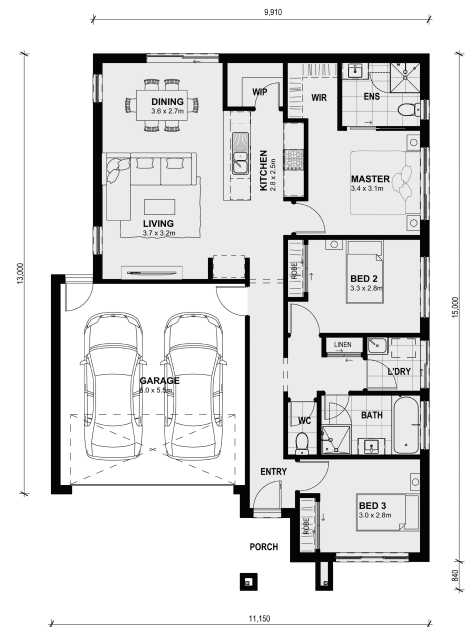 9,910
WIP
WIR
ENS
DINING
3.6 x 2.7m
KITCHEN
2.8 x 2.5m
MASTER
3.4 x 3.1m
LIVING
3.7 x 3.2m
13,000
15,000
ROBE
BED 2
3.3 x 2.8m
LINEN
L'DRY
GARAGE
6.0 x 5.5m
WC
BATH
ENTRY
ROBE
BED 3
3.0 x 2.8m
PORCH
840
11,150